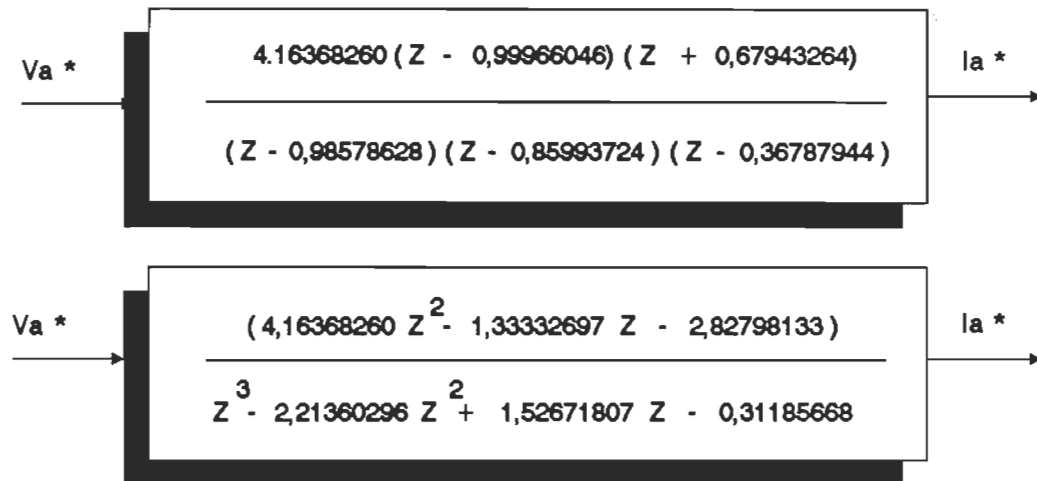 Va *
4.16368260 ( Z - 0,99966046) ( Z + 0,67943264)
Ia *
( Z - 0,98578628 ) ( Z - 0,85993724 ) ( Z - 0,36787944 )
Va *
( 4,16368260 Z² - 1,33332697 Z - 2,82798133 )
Ia *
Z³ - 2,21360296 Z² + 1,52671807 Z - 0,31185668